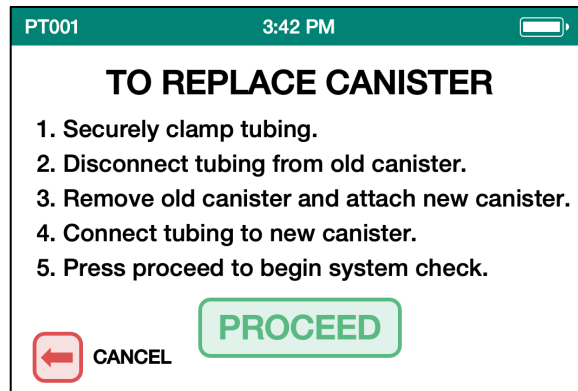 PT001 3:42 PM
TO REPLACE CANISTER
1. Securely clamp tubing.
2. Disconnect tubing from old canister.
3. Remove old canister and attach new canister.
4. Connect tubing to new canister.
5. Press proceed to begin system check.
PROCEED
CANCEL